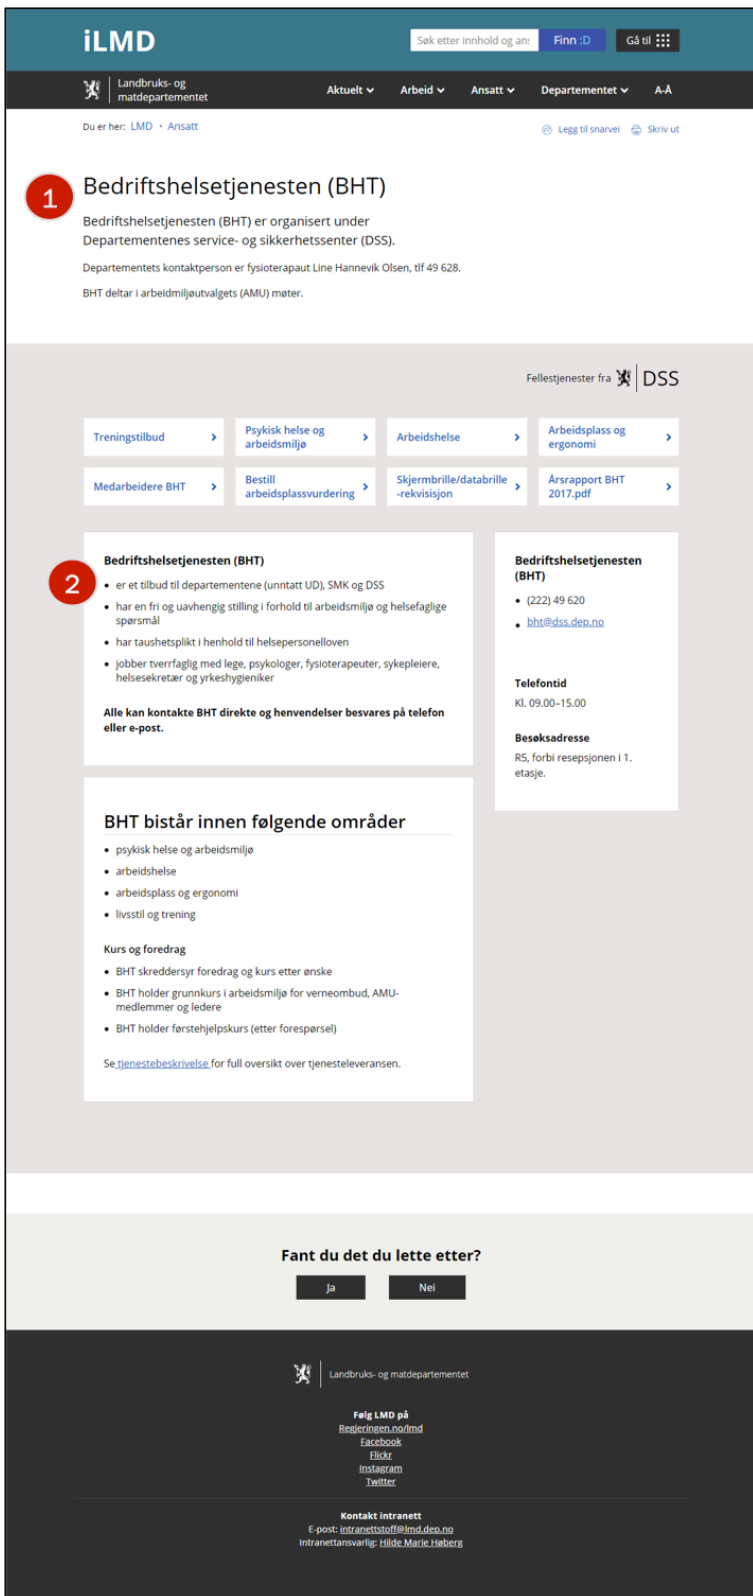 iLMD
Søk etter innhold og an:
Finn :D
Gå til
Landbruks- og
matdepartementet
Aktuelt
Arbeid
Ansatt
Departementet
A-Å
Du er her: LMD • Ansatt
Legg til snarvei
Skriv ut
1
Bedriftshelsetjenesten (BHT)
Bedriftshelsetjenesten (BHT) er organisert under
Departementenes service- og sikkerhetssenter (DSS).
Departementets kontaktperson er fysioterapaut Line Hannevik Olsen, tlf 49 628.
BHT deltar i arbeidmiljøutvalgets (AMU) møter.
Fellestjenester fra DSS
Treningstilbud
Psykisk helse og
arbeidsmiljø
Arbeidshelse
Arbeidsplass og
ergonomi
Medarbeidere BHT
Bestill
arbeidsplassvurdering
Skjermbrille/databrille
-rekvisisjon
Årsrapport BHT
2017.pdf
2
Bedriftshelsetjenesten (BHT)
• er et tilbud til departementene (unntatt UD), SMK og DSS
• har en fri og uavhengig stilling i forhold til arbeidsmiljø og helsefaglige
spørsmål
• har taushetsplikt i henhold til helsepersonelloven
• jobber tverrfaglig med lege, psykologer, fysioterapeuter, sykepleiere,
helsesekretær og yrkeshygieniker
Alle kan kontakte BHT direkte og henvendelser besvares på telefon
eller e-post.
Bedriftshelsetjenesten
(BHT)
• (222) 49 620
• bht@dss.dep.no
Telefontid
Kl. 09.00–15.00
Besøksadresse
R5, forbi resepsjonen i 1.
etasje.
BHT bistår innen følgende områder
• psykisk helse og arbeidsmiljø
• arbeidshelse
• arbeidsplass og ergonomi
• livsstil og trening
Kurs og foredrag
• BHT skreddersyr foredrag og kurs etter ønske
• BHT holder grunnkurs i arbeidsmiljø for verneombud, AMU-
medlemmer og ledere
• BHT holder førstehjelpskurs (etter forespørsel)
Se tjenestebeskrivelse for full oversikt over tjenesteleveransen.
Fant du det du lette etter?
Ja
Nei
Landbruks- og matdepartementet
Følg LMD på
Regjeringen.no/lmd
Facebook
Flickr
Instagram
Twitter
Kontakt intranett
E-post: intranettstoff@lmd.dep.no
Intranettansvarlig: Hilde Marie Høberg